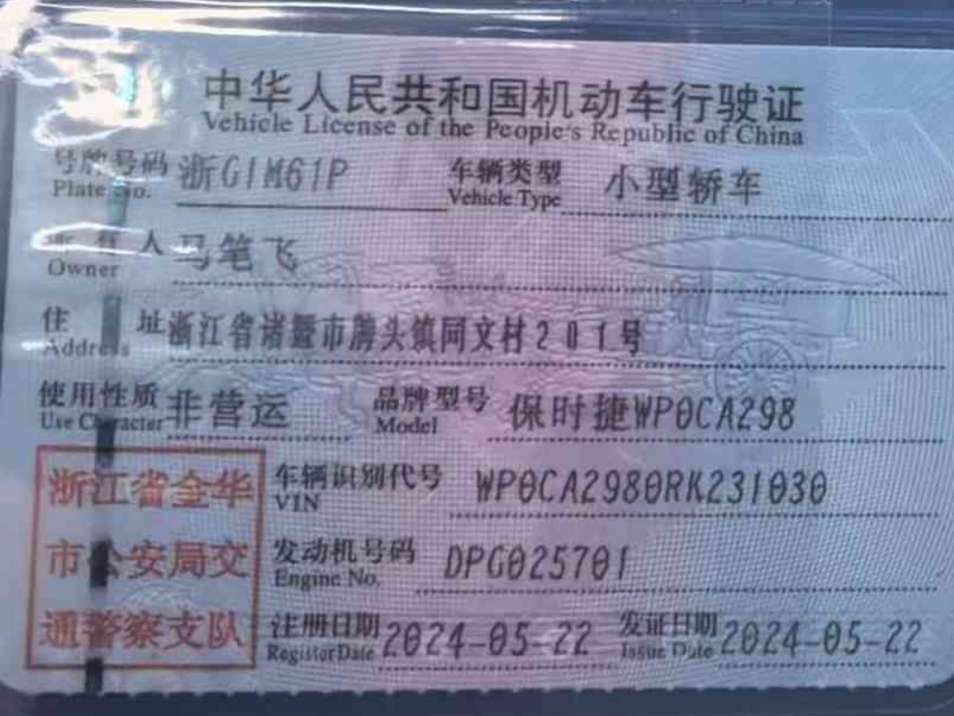 中华人民共和国机动车行驶证
Vehicle License of the People's Republic of China
号牌号码 浙G1M61P 车辆类型 小型轿车
Plate No. Vehicle Type
所有人 马笔飞
Owner
住址 浙江省诸暨市 头镇同文村201号
Address
使用性质 非营运 品牌型号 保时捷WP0CA298
Use Character Model
浙江省金华 车辆识别代号 WP0CA2980RK231030
VIN
市公安局交 发动机号码 DPG025701
Engine No.
通警察支队 注册日期 2024-05-22 发证日期 2024-05-22
Register Date Issue Date